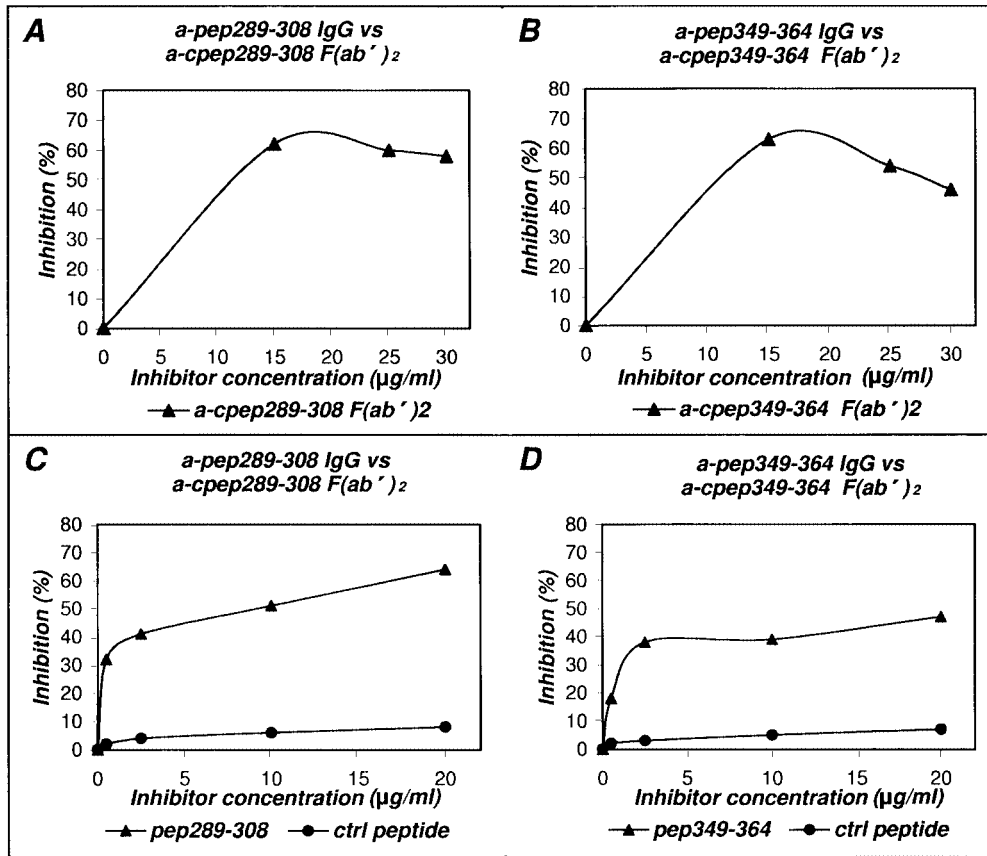 A
a-pep289-308 IgG vs
a-cpep289-308 F(ab´)2
Inhibition (%)
80
70
60
50
40
30
20
10
0
0 5 10 15 20 25 30
Inhibitor concentration (µg/ml)
a-cpep289-308 F(ab´)2
B
a-pep349-364 IgG vs
a-cpep349-364 F(ab´)2
Inhibition (%)
80
70
60
50
40
30
20
10
0
0 5 10 15 20 25 30
Inhibitor concentration (µg/ml)
a-cpep349-364 F(ab´)2
C
a-pep289-308 IgG vs
a-cpep289-308 F(ab´)2
Inhibition (%)
80
70
60
50
40
30
20
10
0
0 5 10 15 20
Inhibitor concentration (µg/ml)
pep289-308 ctrl peptide
D
a-pep349-364 IgG vs
a-cpep349-364 F(ab´)2
Inhibition (%)
80
70
60
50
40
30
20
10
0
0 5 10 15 20
Inhibitor concentration (µg/ml)
pep349-364 ctrl peptide